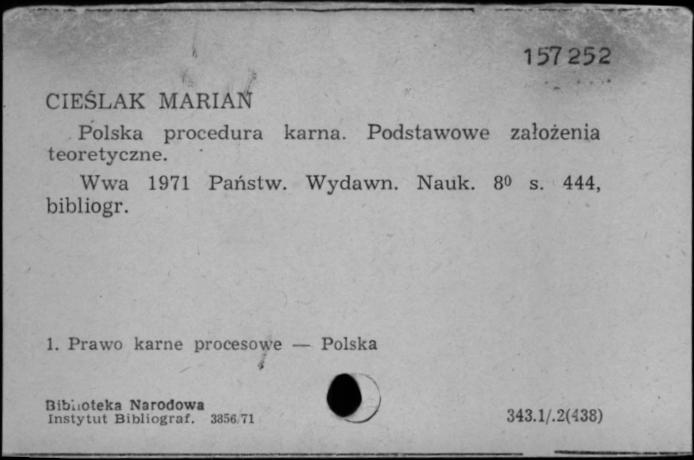 157252
CIEŚLAK MARIAN
Polska procedura karna. Podstawowe założenia
teoretyczne.
Wwa 1971 Państw. Wydawn. Nauk. 8⁰ s. 444,
bibliogr.
1. Prawo karne procesowe — Polska
Biblioteka Narodowa
Instytut Bibliograf. 3856/71
343.1/.2(438)